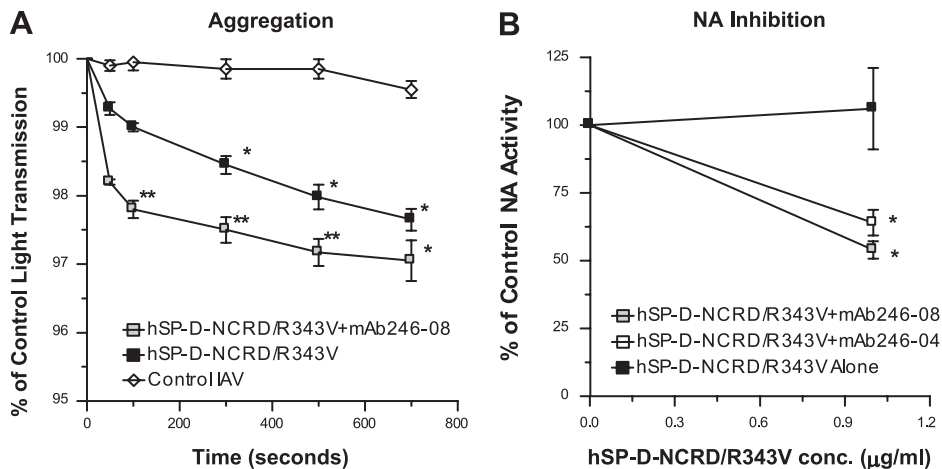 A
Aggregation
% of Control Light Transmission
100
99
98
97
96
95
*
*
*
**
**
**
*
hSP-D-NCRD/R343V+mAb246-08
hSP-D-NCRD/R343V
Control IAV
0 200 400 600 800
Time (seconds)
B
NA Inhibition
% of Control NA Activity
125
100
75
50
25
0
*
*
hSP-D-NCRD/R343V+mAb246-08
hSP-D-NCRD/R343V+mAb246-04
hSP-D-NCRD/R343V Alone
0.0 0.3 0.6 0.9 1.2
hSP-D-NCRD/R343V conc. (μg/ml)